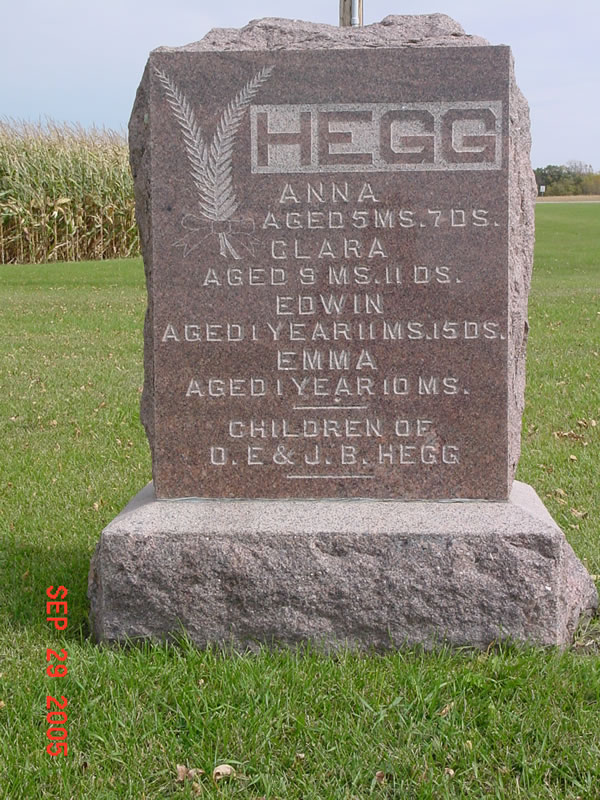 HEGG
ANNA
AGED 5 MS. 7 DS.
CLARA
AGED 9 MS. 11 DS.
EDWIN
AGED 1 YEAR 11 MS. 15 DS.
EMMA
AGED 1 YEAR 10 MS.
CHILDREN OF
O. E & J. B. HEGG
SEP 29 2005